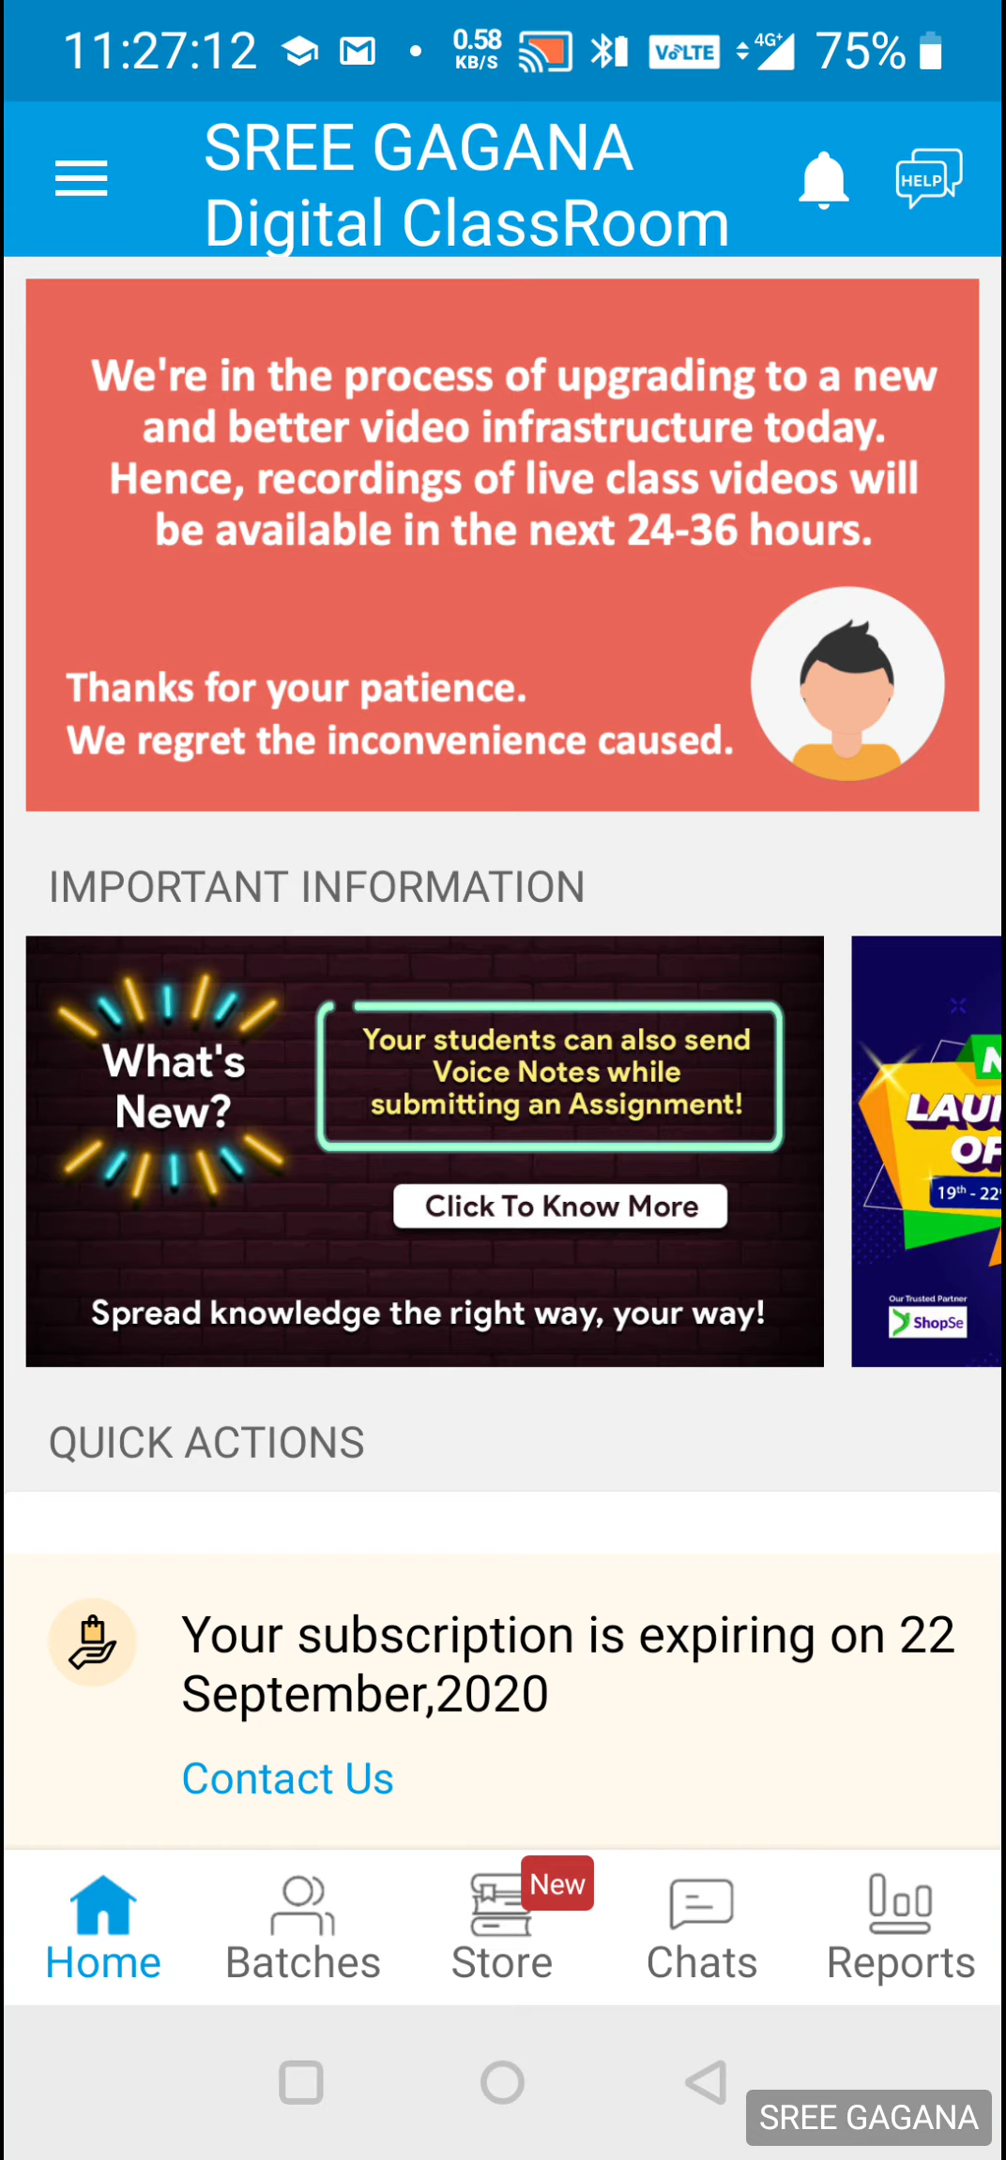 11:27:12 0.58 KB/S VoLTE 4G+ 75%
SREE GAGANA
Digital ClassRoom
HELP
We're in the process of upgrading to a new
and better video infrastructure today.
Hence, recordings of live class videos will
be available in the next 24-36 hours.
Thanks for your patience.
We regret the inconvenience caused.
IMPORTANT INFORMATION
What's
New?
Your students can also send
Voice Notes while
submitting an Assignment!
Click To Know More
Spread knowledge the right way, your way!
19th - 22
Our Trusted Partner
ShopSe
QUICK ACTIONS
Your subscription is expiring on 22
September,2020
Contact Us
New
Home Batches Store Chats Reports
SREE GAGANA